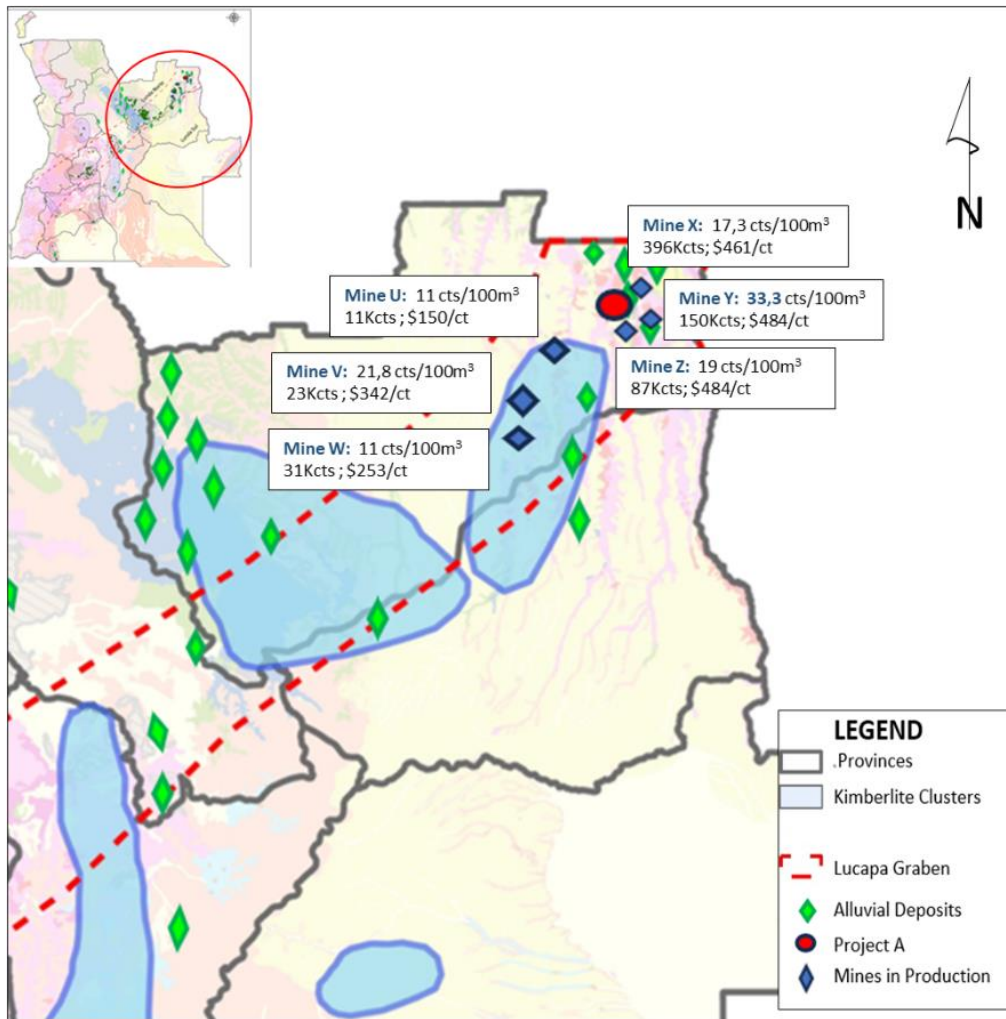 N
Mine X: 17,3 cts/100m³
396Kcts; $461/ct
Mine U: 11 cts/100m³
11Kcts ; $150/ct
Mine Y: 33,3 cts/100m³
150Kcts; $484/ct
Mine V: 21,8 cts/100m³
23Kcts ; $342/ct
Mine Z: 19 cts/100m³
87Kcts; $484/ct
Mine W: 11 cts/100m³
31Kcts ; $253/ct
LEGEND
.Provinces
Kimberlite Clusters
Lucapa Graben
Alluvial Deposits
Project A
Mines in Production